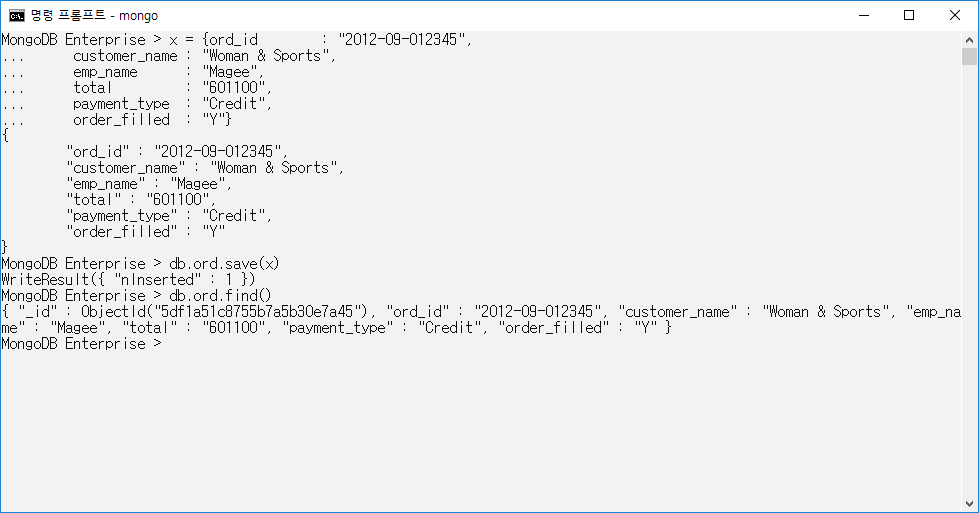 명령 프롬프트 - mongo
MongoDB Enterprise > x = {ord_id        : "2012-09-012345",
...      customer_name : "Woman & Sports",
...      emp_name      : "Magee",
...      total         : "601100",
...      payment_type  : "Credit",
...      order_filled  : "Y"}
{
        "ord_id" : "2012-09-012345",
        "customer_name" : "Woman & Sports",
        "emp_name" : "Magee",
        "total" : "601100",
        "payment_type" : "Credit",
        "order_filled" : "Y"
}
MongoDB Enterprise > db.ord.save(x)
WriteResult({ "nInserted" : 1 })
MongoDB Enterprise > db.ord.find()
{ "_id" : ObjectId("5df1a51c8755b7a5b30e7a45"), "ord_id" : "2012-09-012345", "customer_name" : "Woman & Sports", "emp_na
me" : "Magee", "total" : "601100", "payment_type" : "Credit", "order_filled" : "Y" }
MongoDB Enterprise >